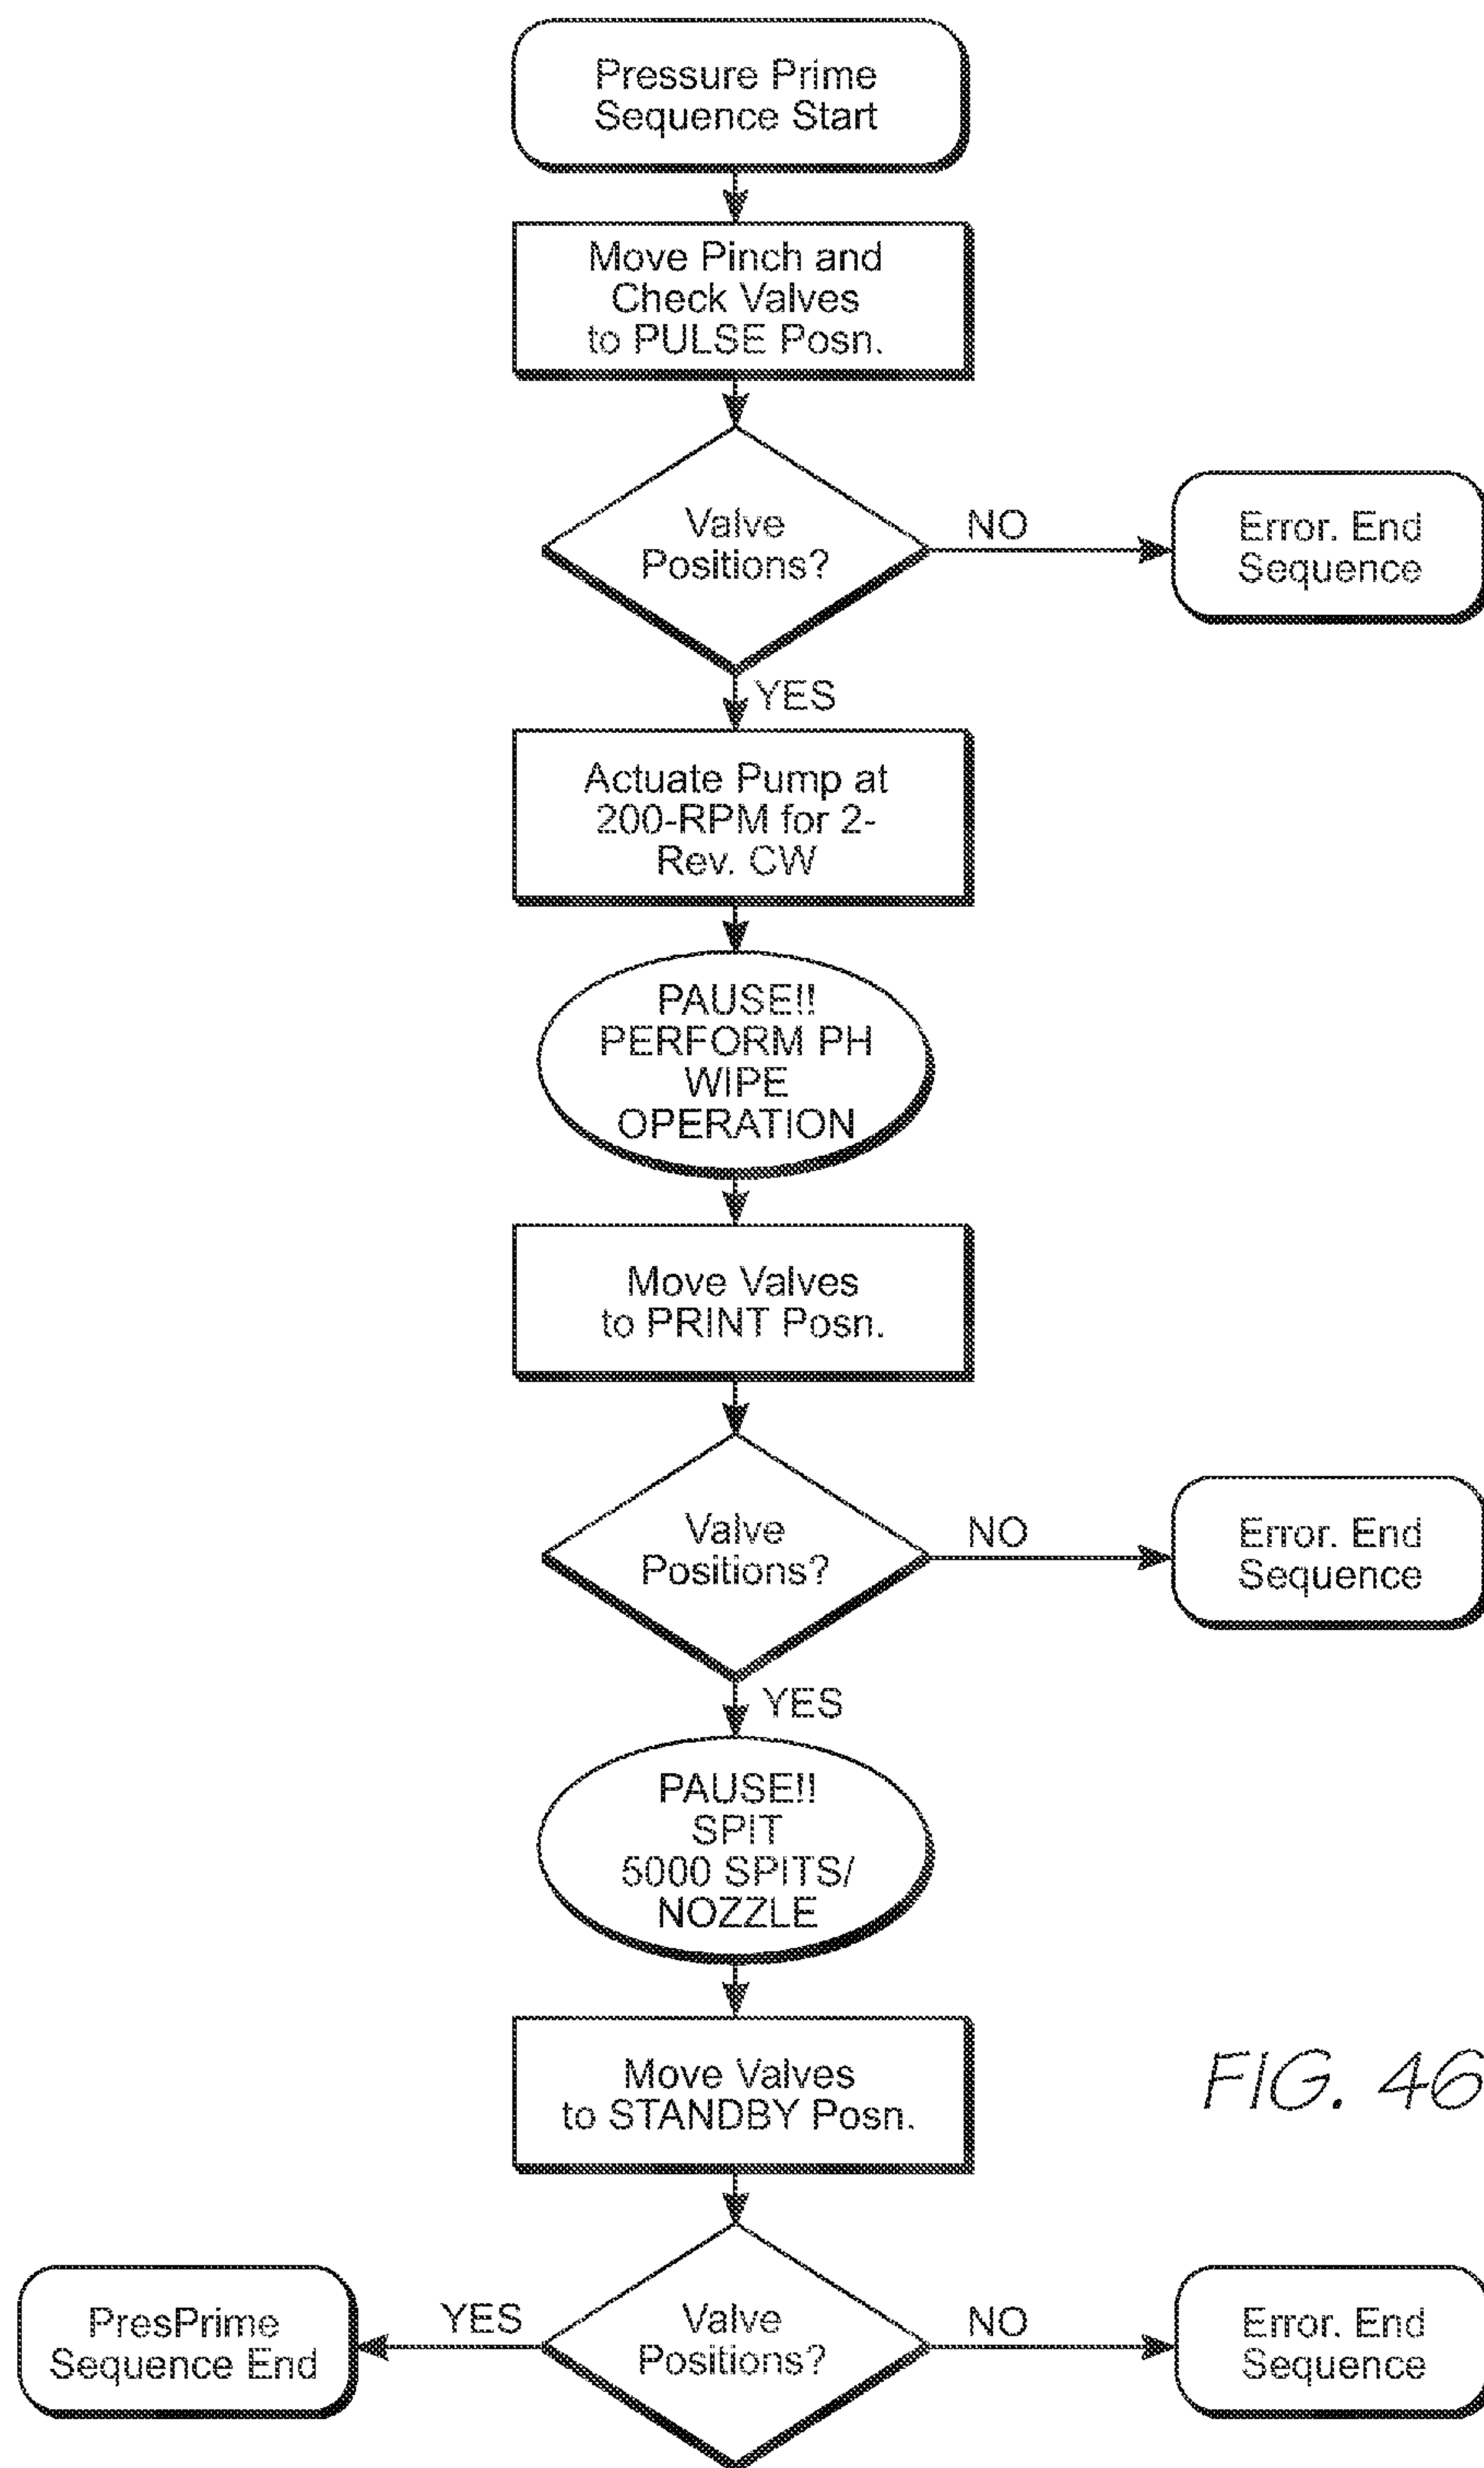 Pressure Prime
Sequence Start
Move Pinch and
Check Valves
to PULSE Posn.
Valve
Positions?
NO
Error. End
Sequence
YES
Actuate Pump at
200-RPM for 2-
Rev. CW
PAUSE!!
PERFORM PH
WIPE
OPERATION
Move Valves
to PRINT Posn.
Valve
Positions?
NO
Error. End
Sequence
YES
PAUSE!!
SPIT
5000 SPITS/
NOZZLE
Move Valves
to STANDBY Posn.
FIG. 46
PresPrime
Sequence End
YES
Valve
Positions?
NO
Error. End
Sequence